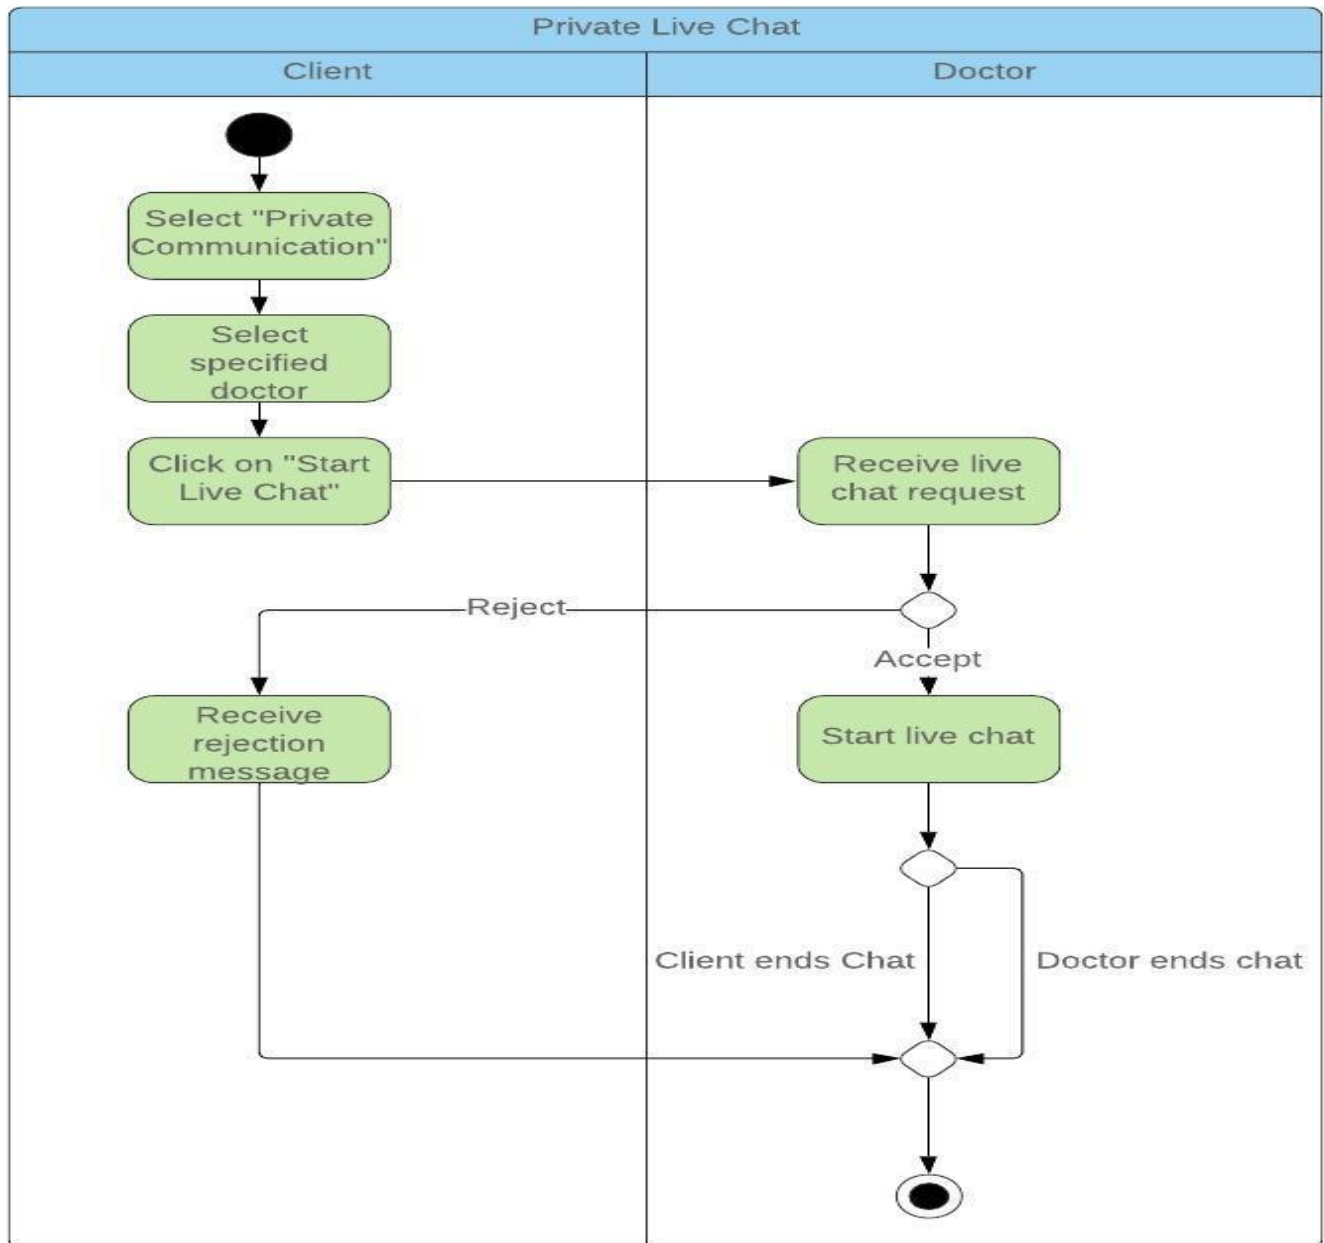 Private Live Chat
Client
Doctor
Select "Private
Communication"
Select
specified
doctor
Click on "Start
Live Chat"
Receive live
chat request
Reject
Accept
Receive
rejection
message
Start live chat
Client ends Chat
Doctor ends chat